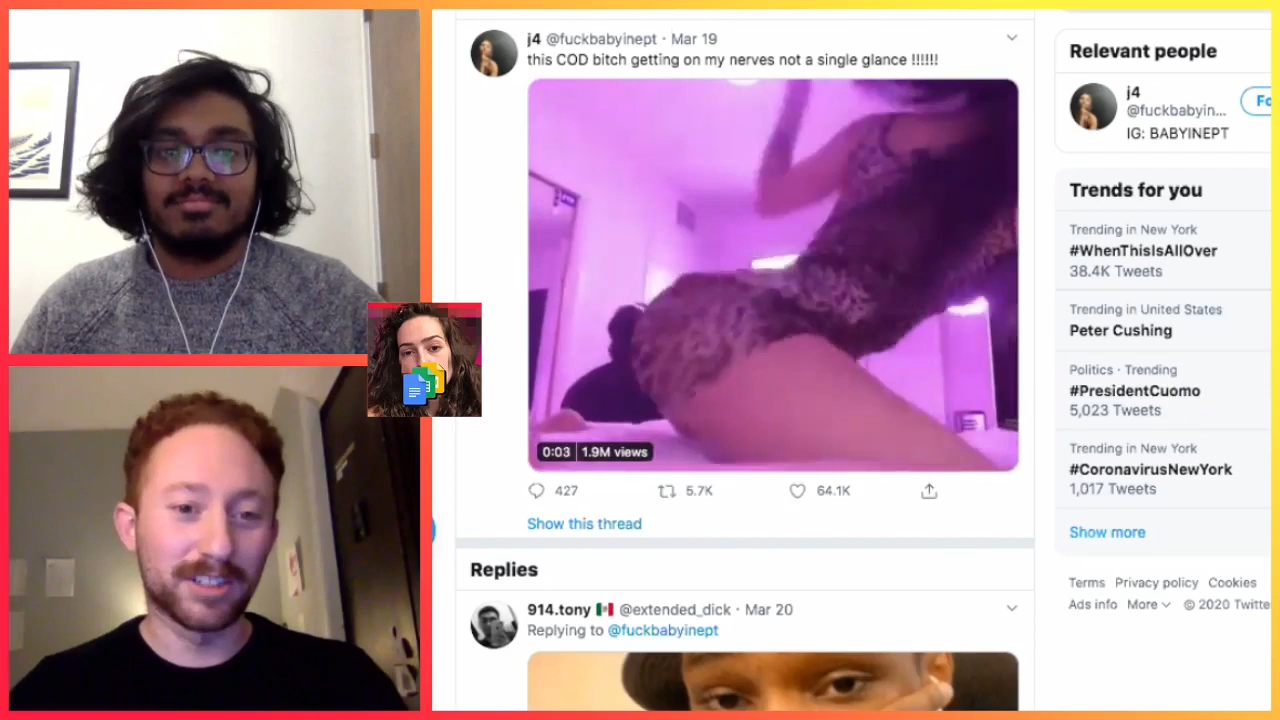 j4 @fuckbabyinept · Mar 19
this COD bitch getting on my nerves not a single glance !!!!!!
0:03 1.9M views
427 5.7K 64.1K
Show this thread
Replies
914.tony 🇲🇽 @extended_dick · Mar 20
Replying to @fuckbabyinept
Relevant people
j4
@fuckbabyin...
Fo
IG: BABYINEPT
Trends for you
Trending in New York
#WhenThisIsAllOver
38.4K Tweets
Trending in United States
Peter Cushing
Politics · Trending
#PresidentCuomo
5,023 Tweets
Trending in New York
#CoronavirusNewYork
1,017 Tweets
Show more
Terms Privacy policy Cookies
Ads info More © 2020 Twitte